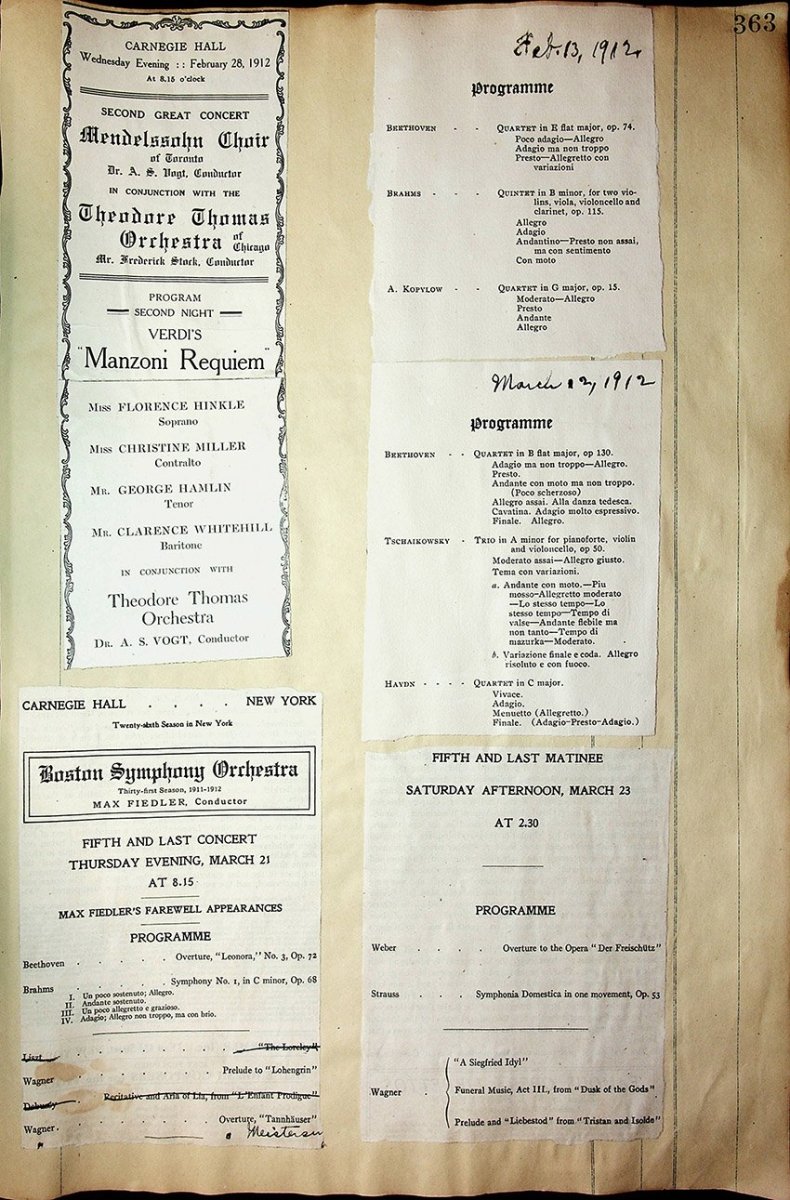 363
CARNEGIE HALL
Wednesday Evening :: February 28, 1912
At 8.15 o'clock
SECOND GREAT CONCERT
Mendelssohn Choir
of Toronto
Dr. A. S. Vogt, Conductor
IN CONJUNCTION WITH THE
Theodore Thomas
Orchestra of Chicago
Mr. Frederick Stock, Conductor
PROGRAM
SECOND NIGHT
VERDI'S
"Manzoni Requiem"
Miss FLORENCE HINKLE
Soprano
Miss CHRISTINE MILLER
Contralto
Mr. GEORGE HAMLIN
Tenor
Mr. CLARENCE WHITEHILL
Baritone
IN CONJUNCTION WITH
Theodore Thomas
Orchestra
Dr. A. S. VOGT, Conductor
CARNEGIE HALL . . . . NEW YORK
Twenty-sixth Season in New York
Boston Symphony Orchestra
Thirty-first Season, 1911-1912
MAX FIEDLER, Conductor
FIFTH AND LAST CONCERT
THURSDAY EVENING, MARCH 21
AT 8.15
MAX FIEDLER'S FAREWELL APPEARANCES
PROGRAMME
Beethoven . . . . . . Overture, "Leonora," No. 3, Op. 72
Brahms . . . . . . Symphony No. 1, in C minor, Op. 68
I. Un poco sostenuto; Allegro.
II. Andante sostenuto.
III. Un poco allegretto e grazioso.
IV. Adagio; Allegro non troppo, ma con brio.
Liszt . . . . . . "The Loreley"
Wagner . . . . . . Prelude to "Lohengrin"
Debussy . . Recitative and Aria of Lia, from "L'Enfant Prodigue"
Wagner . . . . . . Overture, "Tannhäuser"
Meistersin
Feb. 13, 1912.
Programme
BEETHOVEN - - QUARTET in E flat major, op. 74.
Poco adagio—Allegro
Adagio ma non troppo
Presto—Allegretto con
variazioni
BRAHMS - - QUINTET in B minor, for two vio-
lins, viola, violoncello and
clarinet, op. 115.
Allegro
Adagio
Andantino—Presto non assai,
ma con sentimento
Con moto
A. KOPYLOW - - QUARTET in G major, op. 15.
Moderato—Allegro
Presto
Andante
Allegro
March 12, 1912
Programme
BEETHOVEN - - QUARTET in B flat major, op 130.
Adagio ma non troppo—Allegro.
Presto.
Andante con moto ma non troppo.
(Poco scherzoso)
Allegro assai. Alla danza tedesca.
Cavatina. Adagio molto espressivo.
Finale. Allegro.
TSCHAIKOWSKY - TRIO in A minor for pianoforte, violin
and violoncello, op 50.
Moderato assai—Allegro giusto.
Tema con variazioni.
a. Andante con moto.—Piu
mosso-Allegretto moderato
—Lo stesso tempo—Lo
stesso tempo—Tempo di
valse—Andante flebile ma
non tanto—Tempo di
mazurka—Moderato.
b. Variazione finale e coda. Allegro
risoluto e con fuoco.
HAYDN - - - - QUARTET in C major.
Vivace.
Adagio.
Menuetto (Allegretto.)
Finale. (Adagio-Presto-Adagio.)
FIFTH AND LAST MATINEE
SATURDAY AFTERNOON, MARCH 23
AT 2.30
PROGRAMME
Weber . . . . Overture to the Opera "Der Freischütz"
Strauss . . . Symphonia Domestica in one movement, Op. 53
"A Siegfried Idyl"
Wagner . Funeral Music, Act III., from "Dusk of the Gods"
Prelude and "Liebestod" from "Tristan and Isolde"